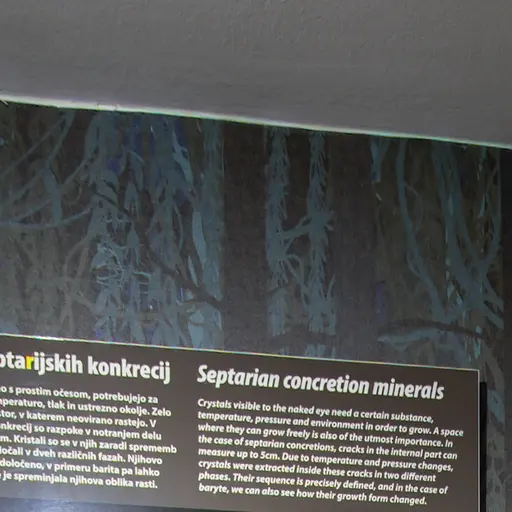 ptarijskih konkrecij
o s prostim očesom, potrebujejo za
mperaturo, tlak in ustrezno okolje. Zelo
stor, v katerem neovirano rastejo. V
nkrecij so razpoke v notranjem delu
m. Kristali so se v njih zaradi sprememb
ločali v dveh različnih fazah. Njihovo
določeno, v primeru barita pa lahko
je spreminjala njihova oblika rasti.
Septarian concretion minerals
Crystals visible to the naked eye need a certain substance,
temperature, pressure and environment in order to grow. A space
where they can grow freely is also of the utmost importance. In
the case of septarian concretions, cracks in the internal part can
measure up to 5cm. Due to temperature and pressure changes,
crystals were extracted inside these cracks in two different
phases. Their sequence is precisely defined, and in the case of
baryte, we can also see how their growth form changed.